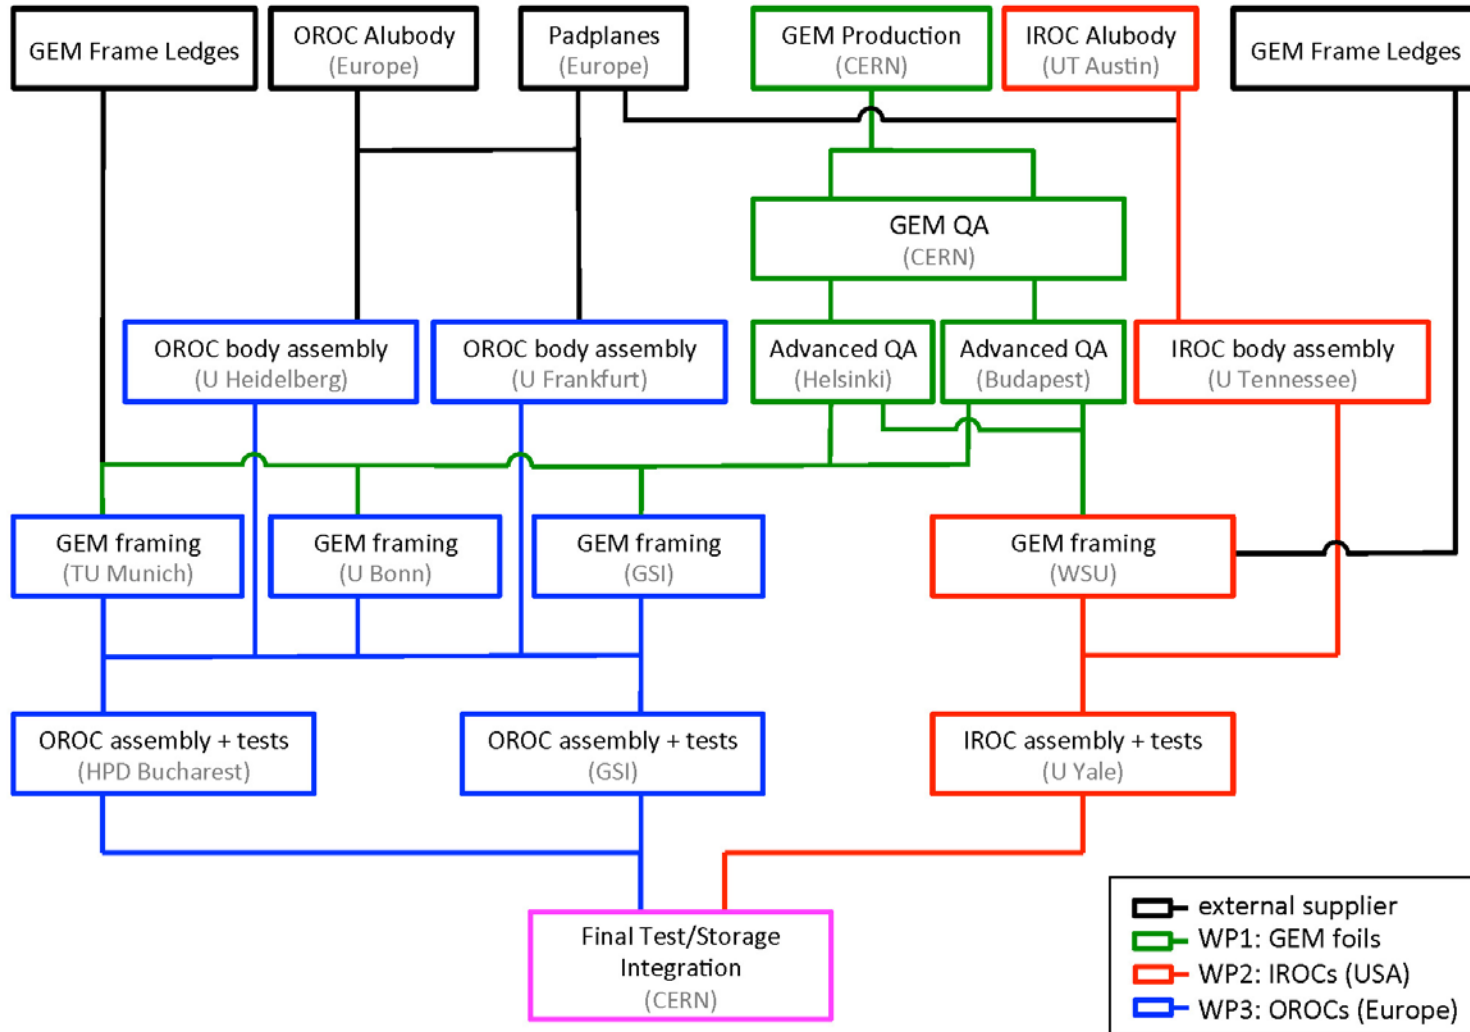 GEM Frame Ledges
OROC Alubody
(Europe)
Padplanes
(Europe)
GEM Production
(CERN)
IROC Alubody
(UT Austin)
GEM Frame Ledges
GEM QA
(CERN)
OROC body assembly
(U Heidelberg)
OROC body assembly
(U Frankfurt)
Advanced QA
(Helsinki)
Advanced QA
(Budapest)
IROC body assembly
(U Tennessee)
GEM framing
(TU Munich)
GEM framing
(U Bonn)
GEM framing
(GSI)
GEM framing
(WSU)
OROC assembly + tests
(HPD Bucharest)
OROC assembly + tests
(GSI)
IROC assembly + tests
(U Yale)
Final Test/Storage
Integration
(CERN)
external supplier
WP1: GEM foils
WP2: IROCs (USA)
WP3: OROCs (Europe)